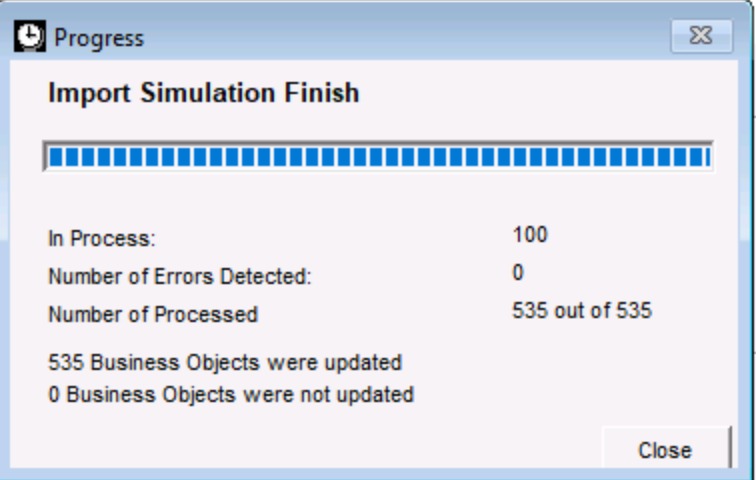 Progress
Import Simulation Finish
In Process: 100
Number of Errors Detected: 0
Number of Processed 535 out of 535
535 Business Objects were updated
0 Business Objects were not updated
Close